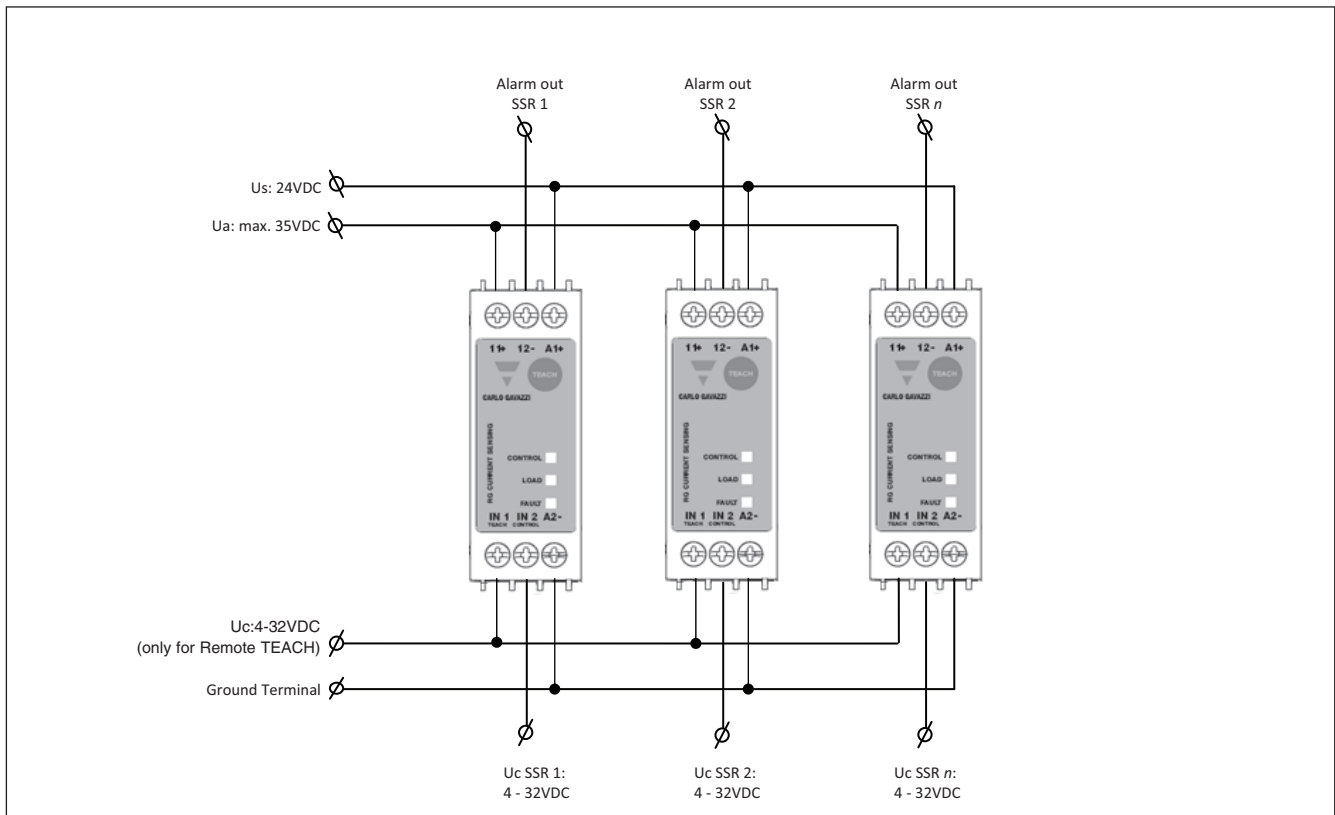 Alarm out
SSR 1
Alarm out
SSR 2
Alarm out
SSR n
Us: 24VDC
Ua: max. 35VDC
11+ 12- A1+
TEACH
CARLO GAVAZZI
RG CURRENT SENSING
CONTROL
LOAD
FAULT
IN 1 IN 2 A2-
TEACH CONTROL
11+ 12- A1+
TEACH
CARLO GAVAZZI
RG CURRENT SENSING
CONTROL
LOAD
FAULT
IN 1 IN 2 A2-
TEACH CONTROL
11+ 12- A1+
TEACH
CARLO GAVAZZI
RG CURRENT SENSING
CONTROL
LOAD
FAULT
IN 1 IN 2 A2-
TEACH CONTROL
Uc:4-32VDC
(only for Remote TEACH)
Ground Terminal
Uc SSR 1:
4 - 32VDC
Uc SSR 2:
4 - 32VDC
Uc SSR n:
4 - 32VDC